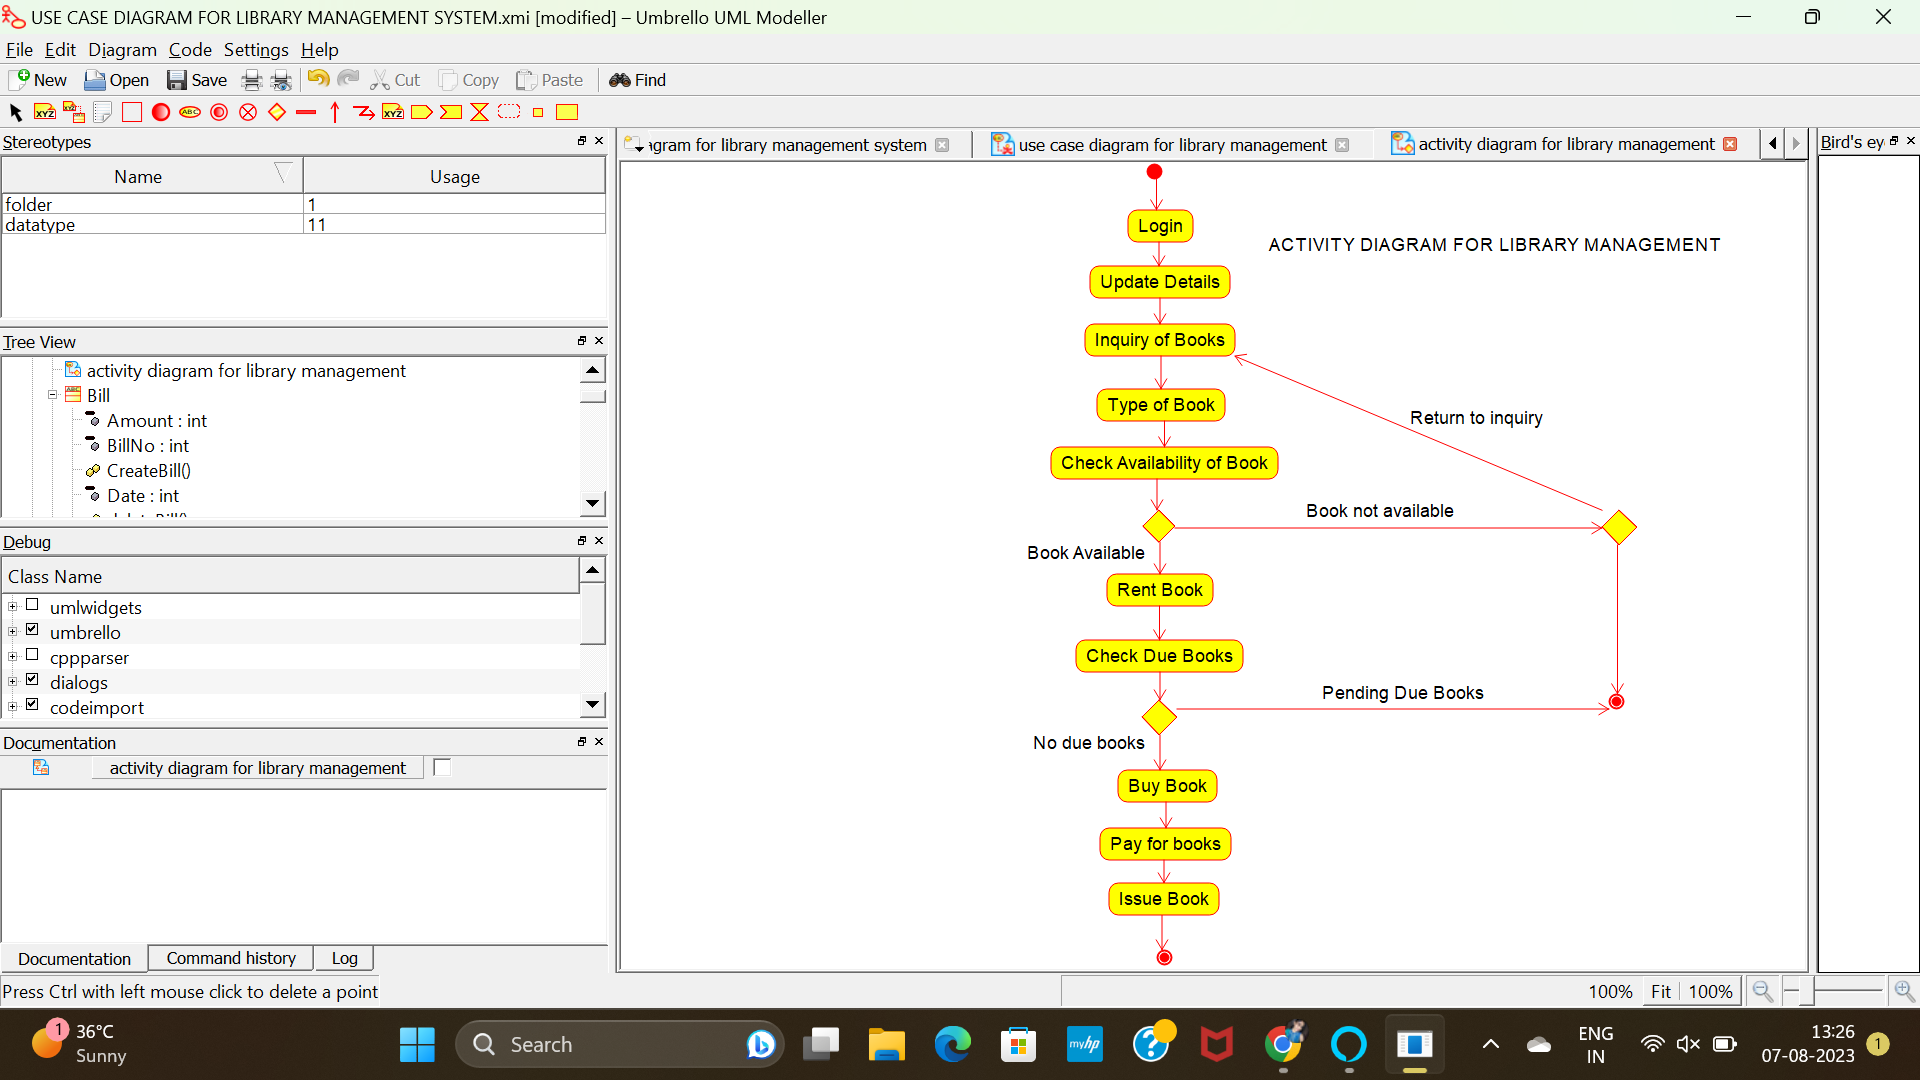 USE CASE DIAGRAM FOR LIBRARY MANAGEMENT SYSTEM.xmi [modified] – Umbrello UML Modeller
File Edit Diagram Code Settings Help
New Open Save Cut Copy Paste Find
XYZ XYZ ABC XYZ
Stereotypes
Name Usage
folder 1
datatype 11
Tree View
activity diagram for library management
Bill
Amount : int
BillNo : int
CreateBill()
Date : int
Debug
Class Name
umlwidgets
umbrello
cppparser
dialogs
codeimport
Documentation
activity diagram for library management
Documentation Command history Log
Press Ctrl with left mouse click to delete a point
agram for library management system
use case diagram for library management
activity diagram for library management
Bird's ey
ACTIVITY DIAGRAM FOR LIBRARY MANAGEMENT
Login
Update Details
Inquiry of Books
Type of Book
Return to inquiry
Check Availability of Book
Book not available
Book Available
Rent Book
Check Due Books
Pending Due Books
No due books
Buy Book
Pay for books
Issue Book
100% Fit 100%
1
36°C
Sunny
Search
myhp
ENG
IN
13:26
07-08-2023
1